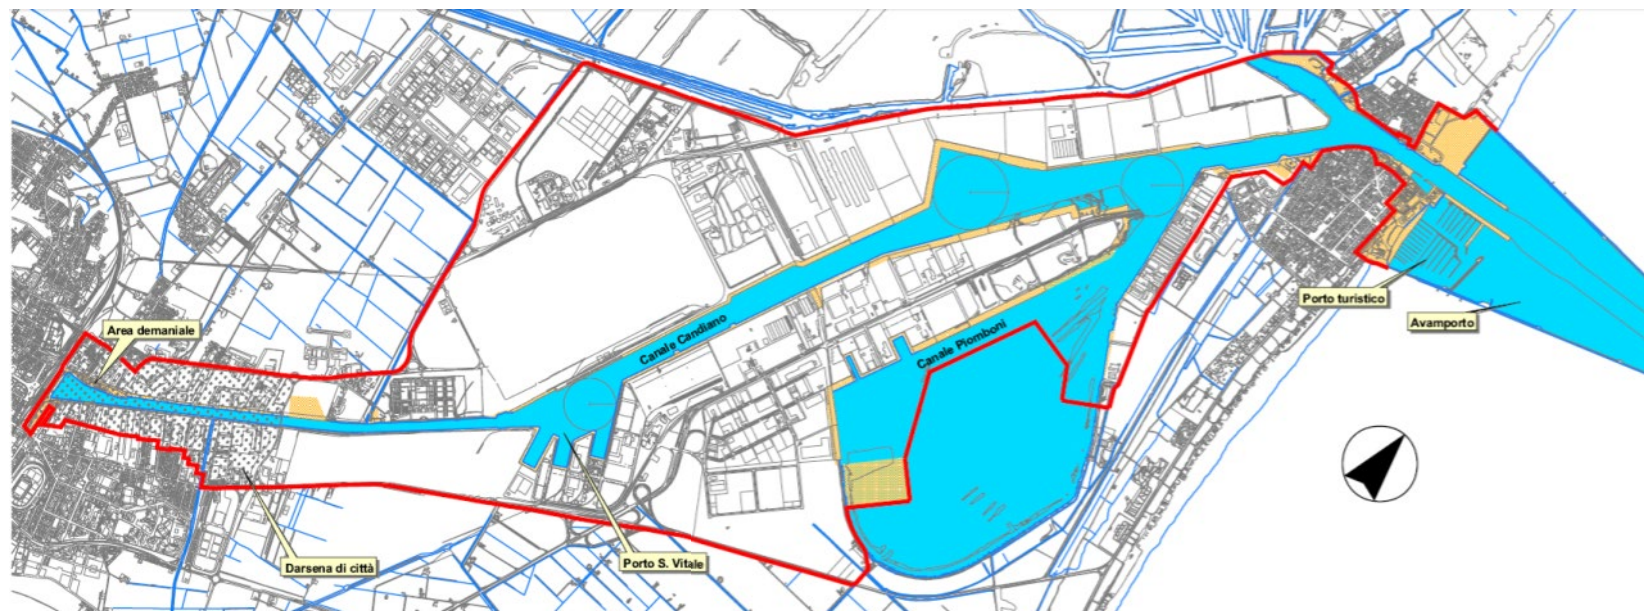 Area demaniale
Porto turistico
Avamporto
Canale Candiano
Canale Piomboni
Porto S. Vitale
Darsena di città